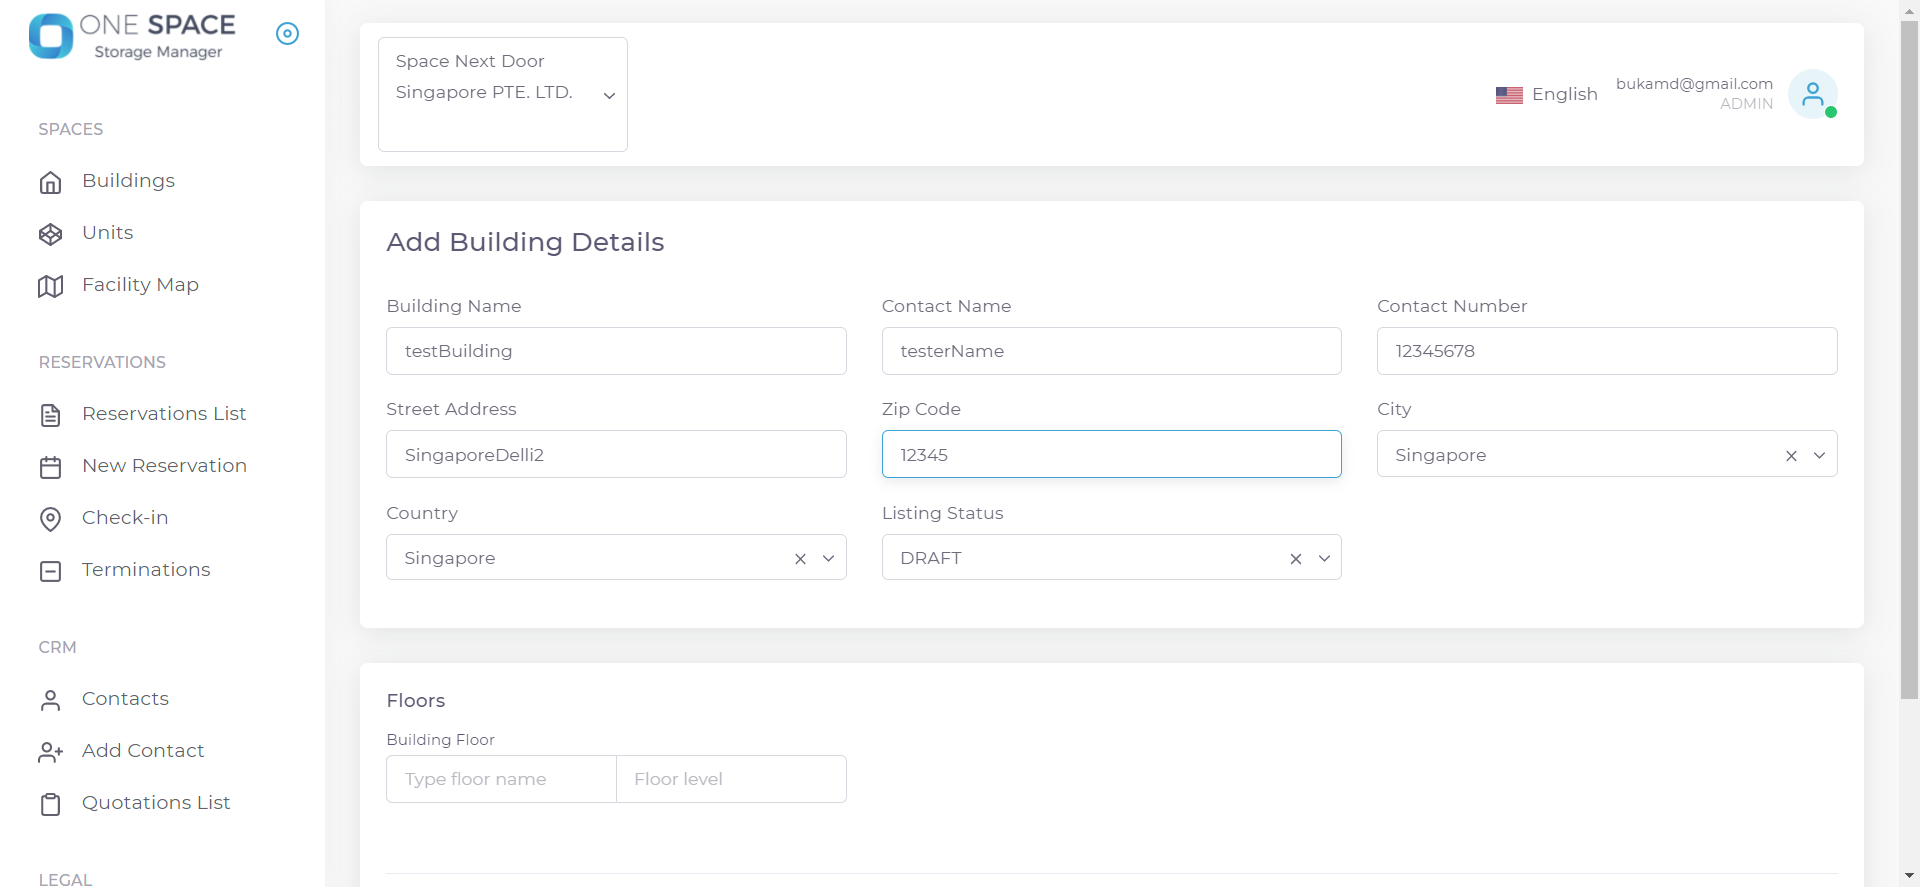 ONE SPACE
Storage Manager
SPACES
Buildings
Units
Facility Map
RESERVATIONS
Reservations List
New Reservation
Check-in
Terminations
CRM
Contacts
Add Contact
Quotations List
LEGAL
Space Next Door
Singapore PTE. LTD.
English
bukamd@gmail.com
ADMIN
Add Building Details
Building Name
Contact Name
Contact Number
testBuilding
testerName
12345678
Street Address
Zip Code
City
SingaporeDelli2
12345
Singapore
Country
Listing Status
Singapore
DRAFT
Floors
Building Floor
Type floor name
Floor level